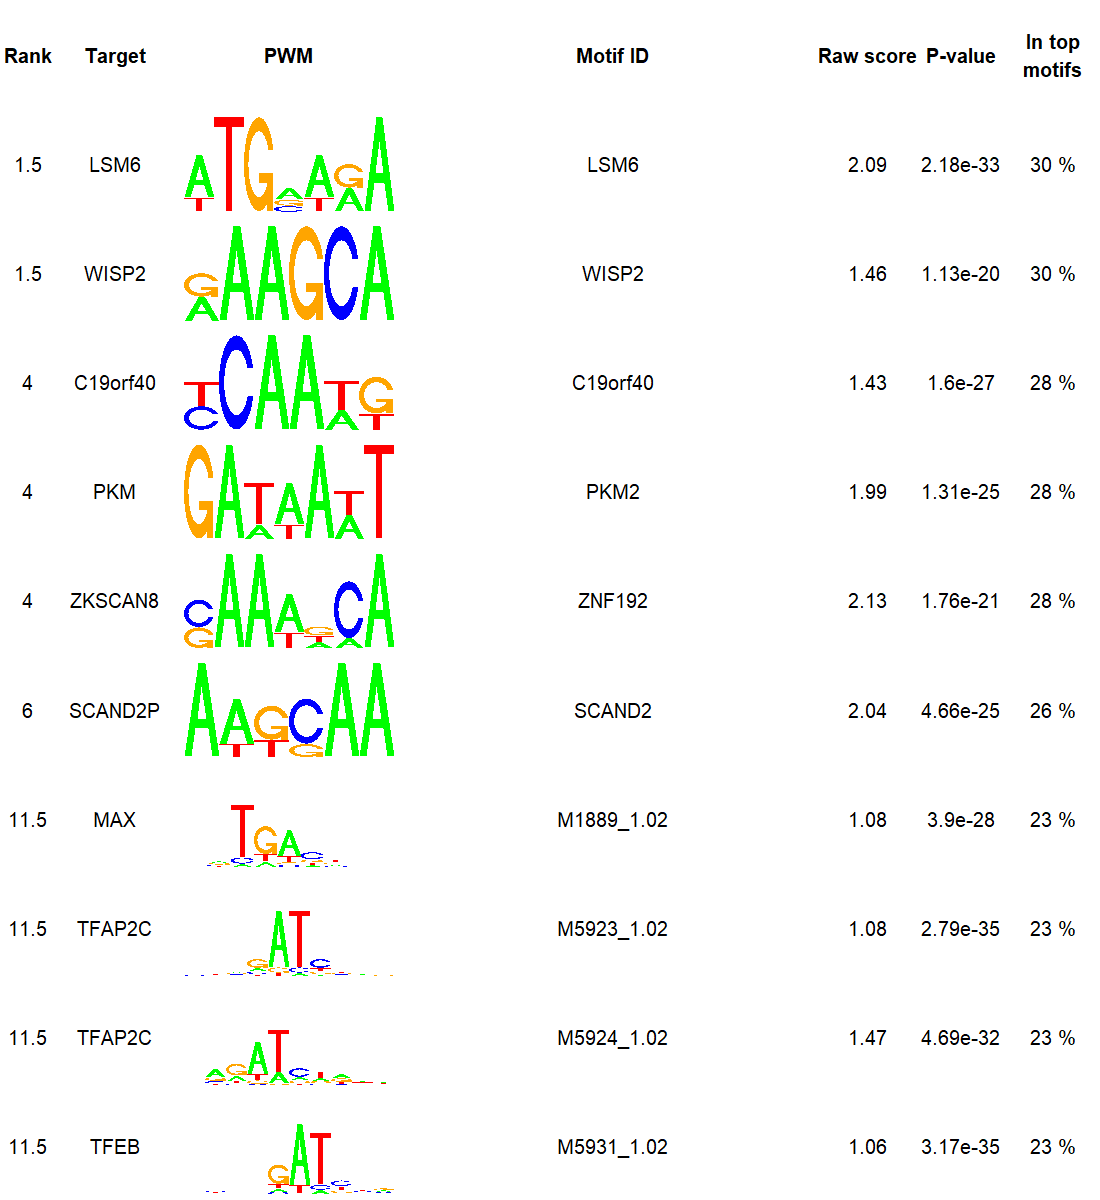 Rank Target PWM Motif ID Raw score P-value In top motifs
1.5 LSM6 LSM6 2.09 2.18e-33 30 %
1.5 WISP2 WISP2 1.46 1.13e-20 30 %
4 C19orf40 C19orf40 1.43 1.6e-27 28 %
4 PKM PKM2 1.99 1.31e-25 28 %
4 ZKSCAN8 ZNF192 2.13 1.76e-21 28 %
6 SCAND2P SCAND2 2.04 4.66e-25 26 %
11.5 MAX M1889_1.02 1.08 3.9e-28 23 %
11.5 TFAP2C M5923_1.02 1.08 2.79e-35 23 %
11.5 TFAP2C M5924_1.02 1.47 4.69e-32 23 %
11.5 TFEB M5931_1.02 1.06 3.17e-35 23 %